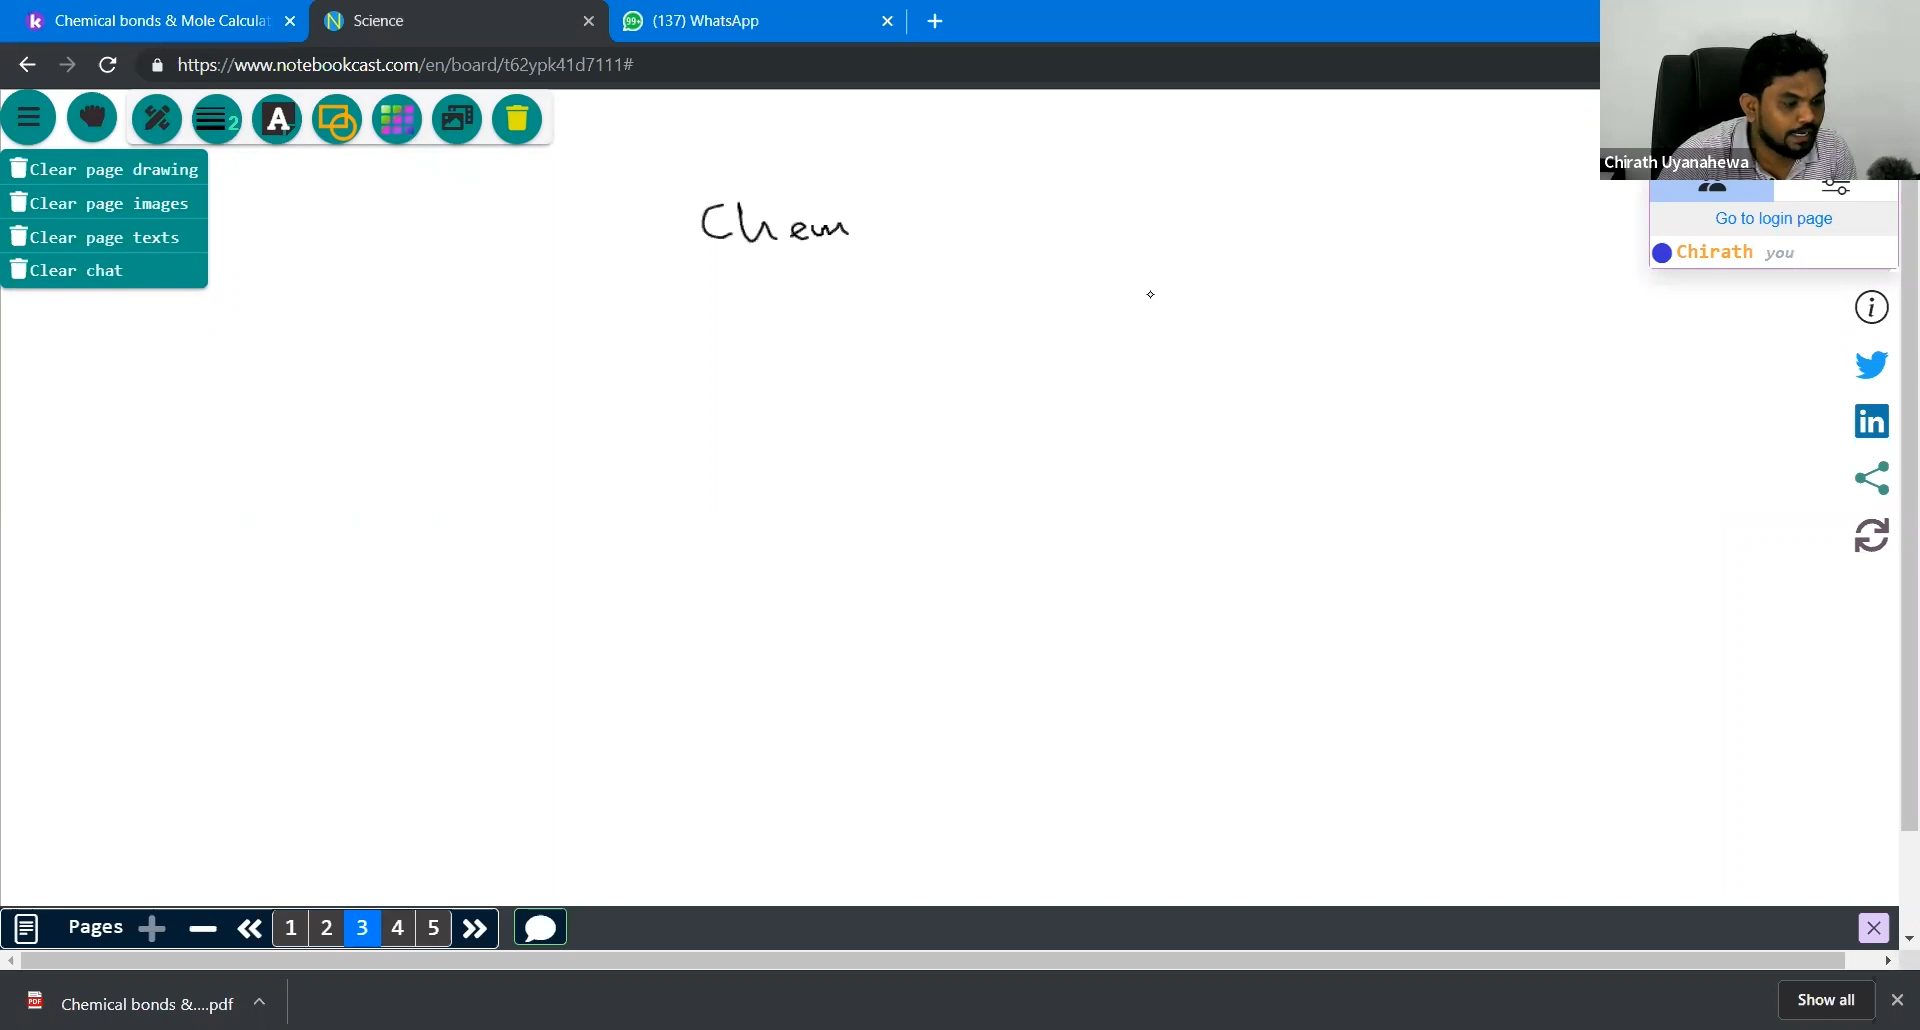 Chemical bonds & Mole Calculat
Science
(137) WhatsApp
https://www.notebookcast.com/en/board/t62ypk41d7111#
2
A
Clear page drawing
Clear page images
Clear page texts
Clear chat
Chem
Chirath Uyanahewa
Go to login page
Chirath you
Pages 1 2 3 4 5
Chemical bonds &....pdf
Show all